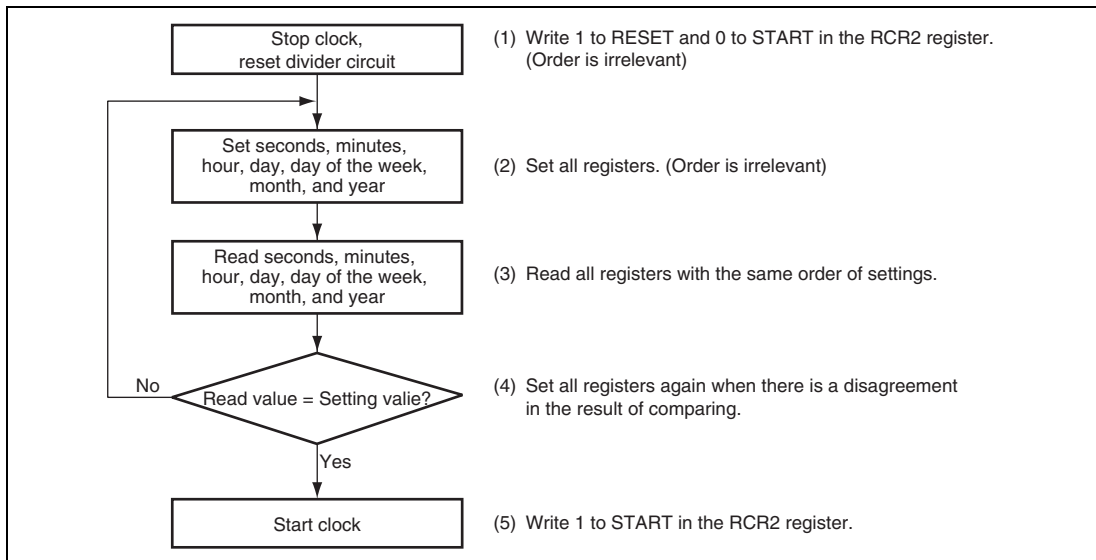 Stop clock,
reset divider circuit
(1) Write 1 to RESET and 0 to START in the RCR2 register.
(Order is irrelevant)
Set seconds, minutes,
hour, day, day of the week,
month, and year
(2) Set all registers. (Order is irrelevant)
Read seconds, minutes,
hour, day, day of the week,
month, and year
(3) Read all registers with the same order of settings.
No
Read value = Setting valie?
(4) Set all registers again when there is a disagreement
in the result of comparing.
Yes
Start clock
(5) Write 1 to START in the RCR2 register.